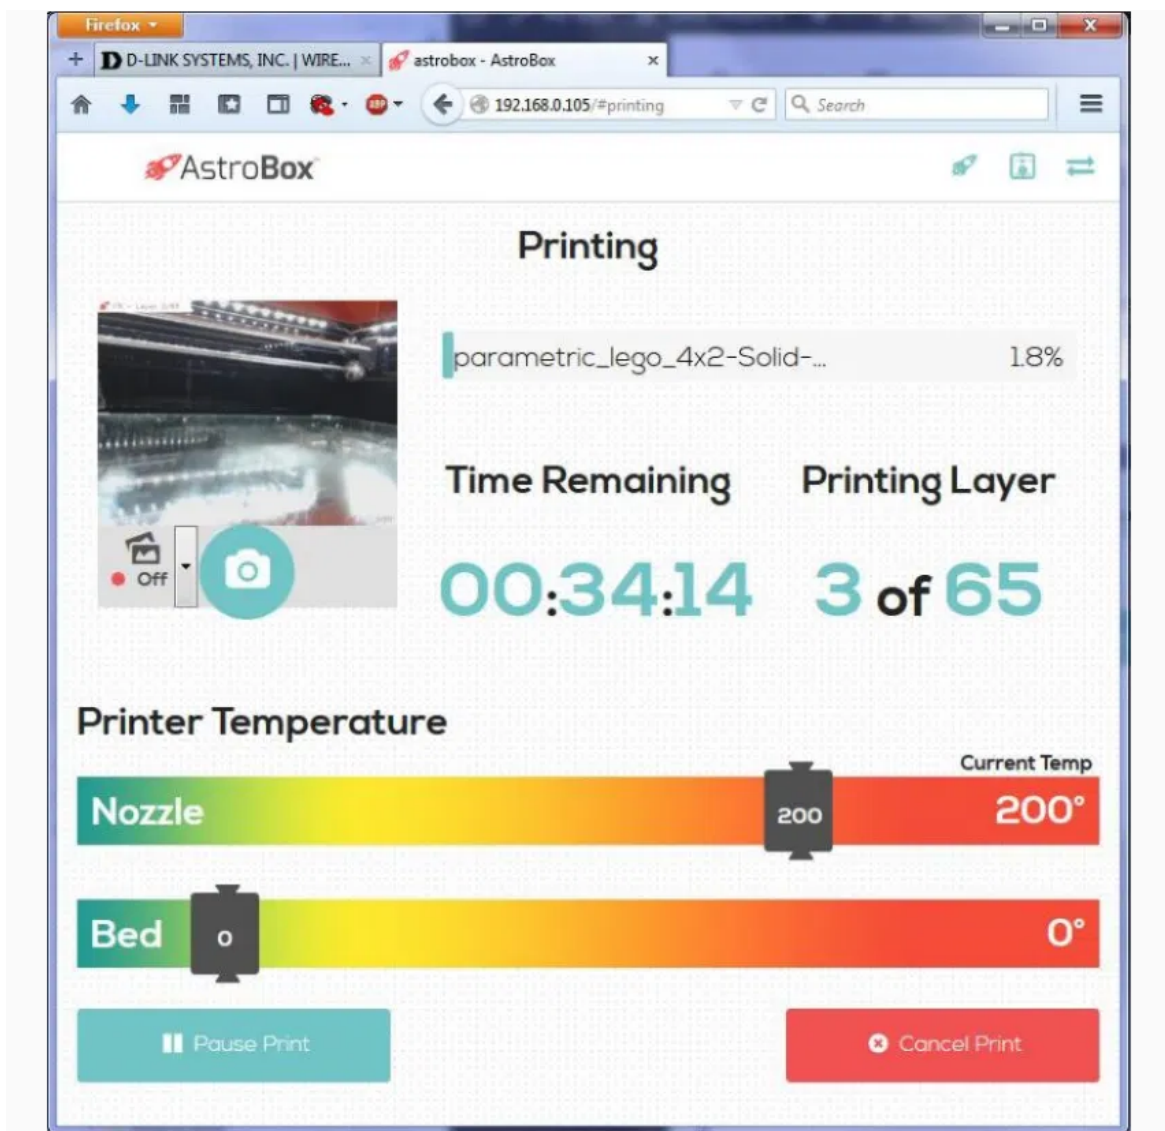 Firefox
+ D-LINK SYSTEMS, INC. | WIRE... × astrobox - AstroBox ×
ABP 192.168.0.105/#printing Search
AstroBox
Printing
parametric_lego_4x2-Solid-... 1.8%
Time Remaining Printing Layer
00:34:14 3 of 65
Off
Printer Temperature
Current Temp
Nozzle 200 200°
Bed 0 0°
Pause Print Cancel Print